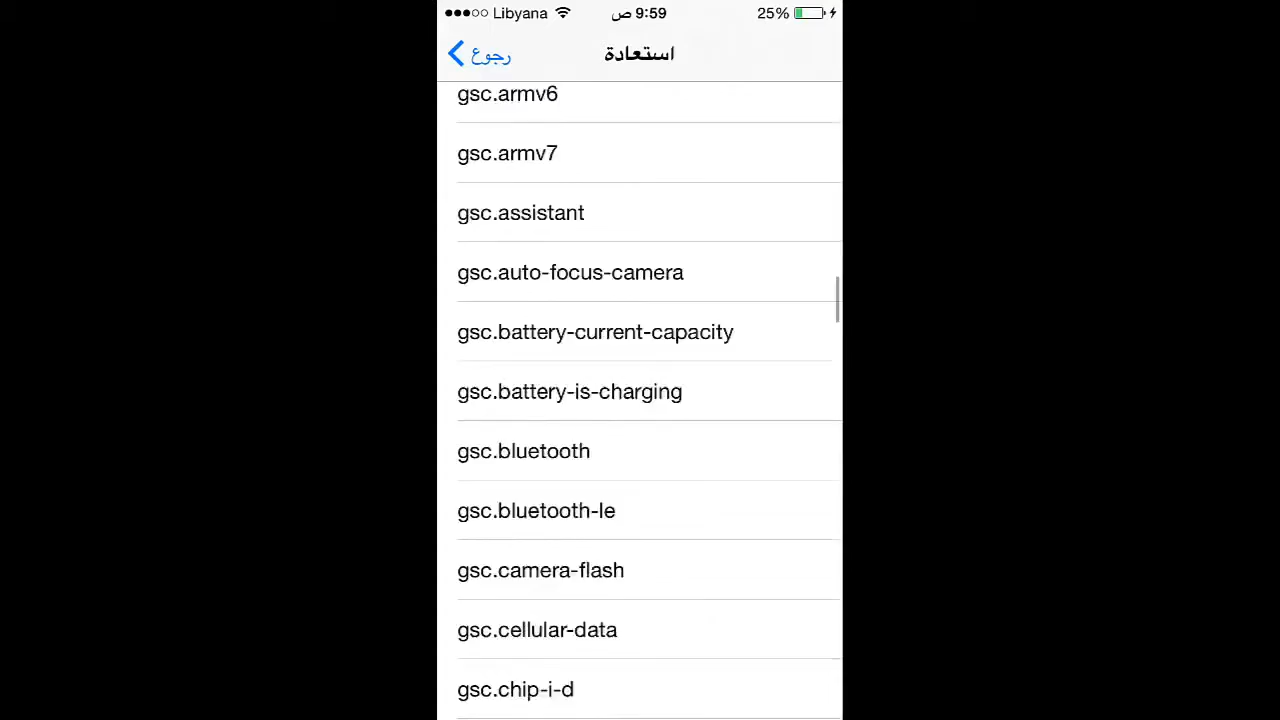 Libyana 9:59 ص 25%
رجوع استعادة
gsc.armv6
gsc.armv7
gsc.assistant
gsc.auto-focus-camera
gsc.battery-current-capacity
gsc.battery-is-charging
gsc.bluetooth
gsc.bluetooth-le
gsc.camera-flash
gsc.cellular-data
gsc.chip-i-d